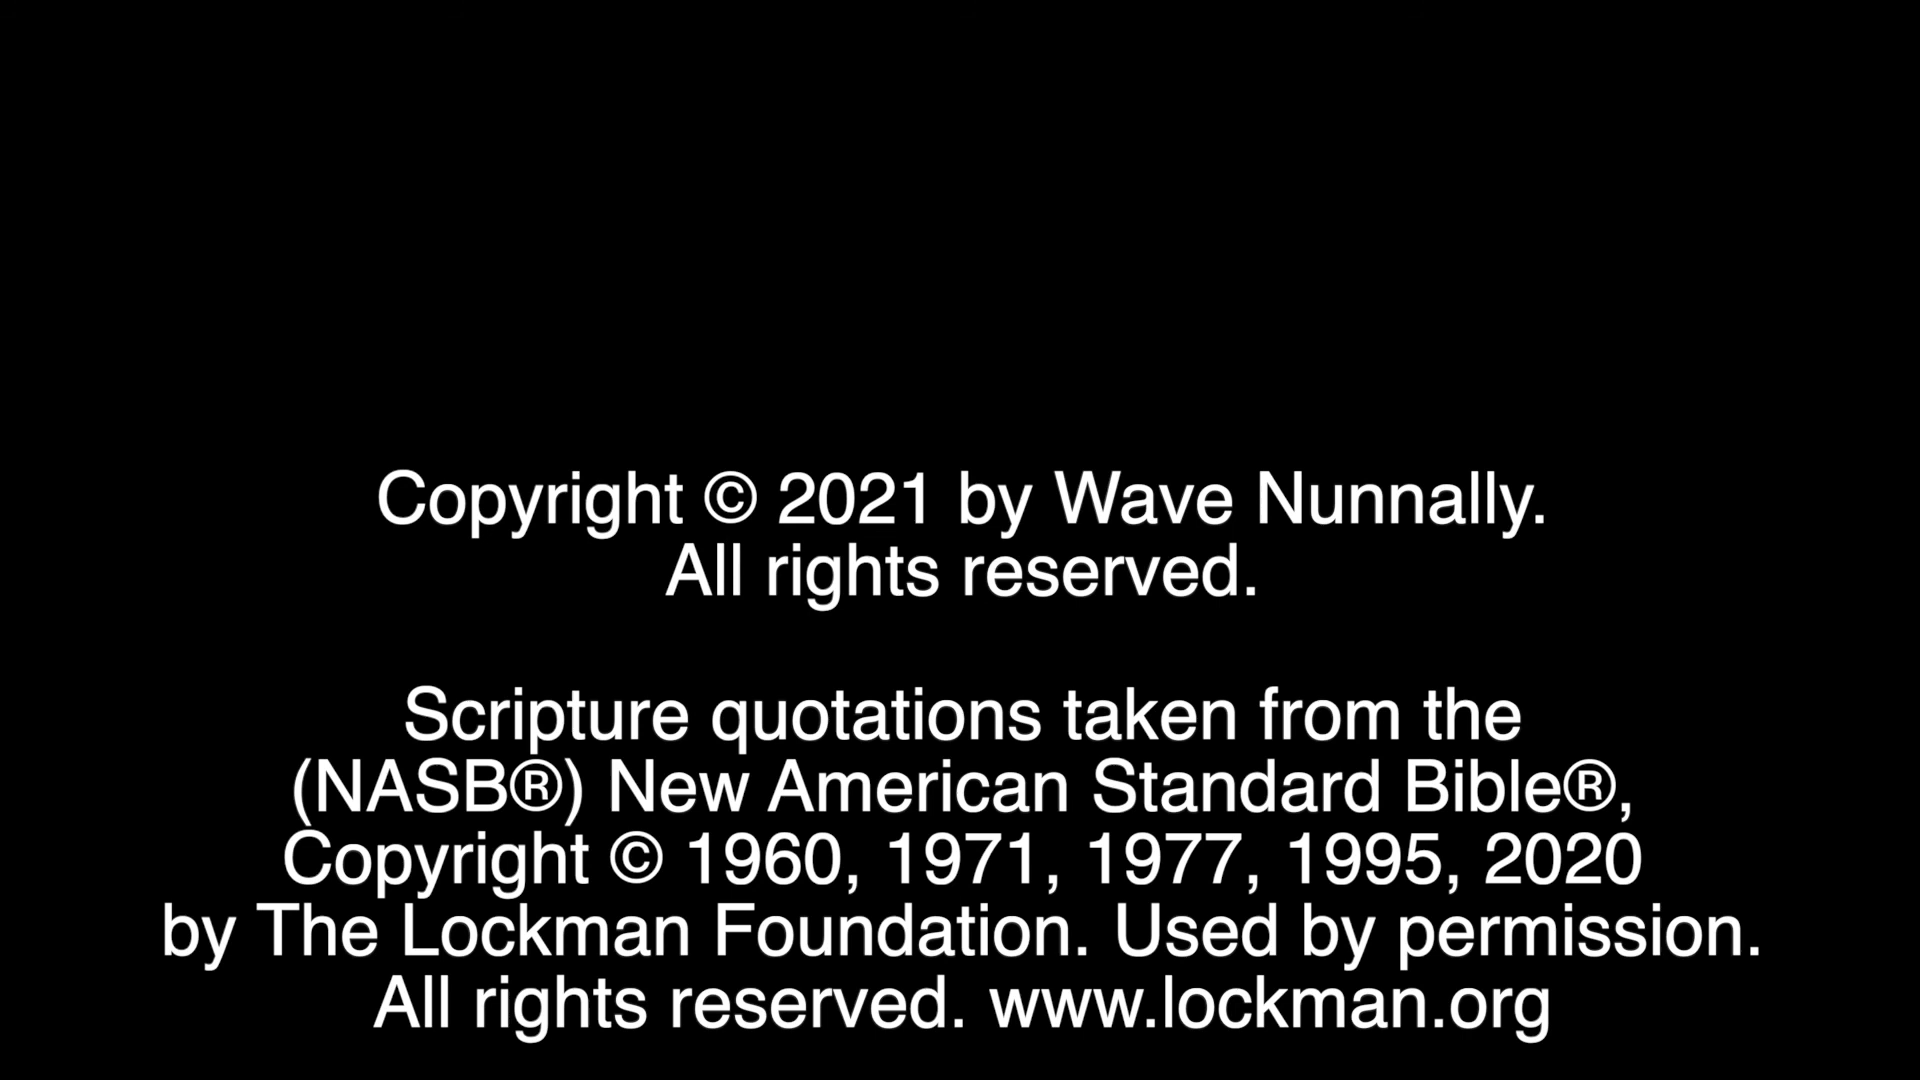 Copyright © 2021 by Wave Nunnally.
All rights reserved.
Scripture quotations taken from the
(NASB®) New American Standard Bible®,
Copyright © 1960, 1971, 1977, 1995, 2020
by The Lockman Foundation. Used by permission.
All rights reserved. www.lockman.org